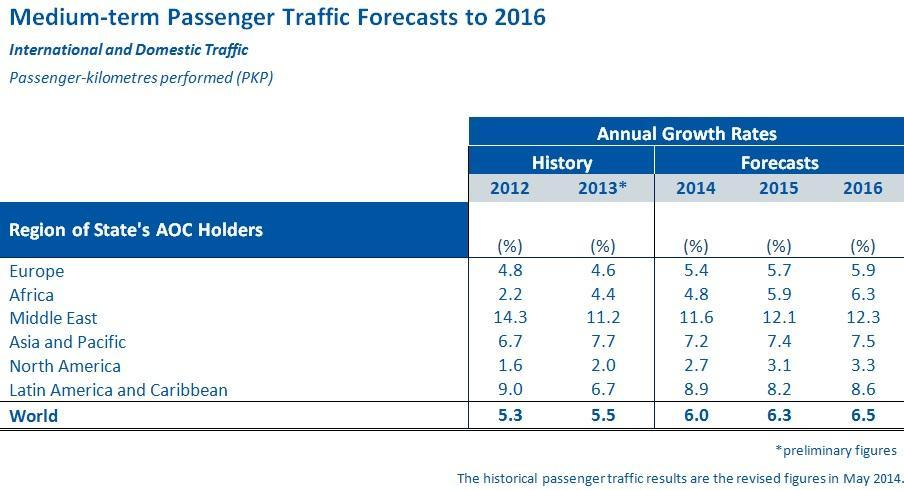 Medium-term Passenger Traffic Forecasts to 2016
International and Domestic Traffic
Passenger-kilometres performed (PKP)
Annual Growth Rates
History Forecasts
2012 2013* 2014 2015 2016
Region of State's AOC Holders
(%) (%) (%) (%) (%)
Europe 4.8 4.6 5.4 5.7 5.9
Africa 2.2 4.4 4.8 5.9 6.3
Middle East 14.3 11.2 11.6 12.1 12.3
Asia and Pacific 6.7 7.7 7.2 7.4 7.5
North America 1.6 2.0 2.7 3.1 3.3
Latin America and Caribbean 9.0 6.7 8.9 8.2 8.6
World 5.3 5.5 6.0 6.3 6.5
*preliminary figures
The historical passenger traffic results are the revised figures in May 2014.